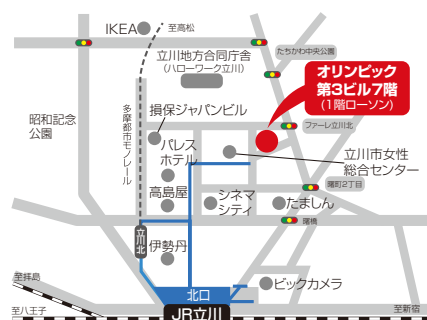 IKEA
至高松
立川地方合同庁舎
(ハローワーク立川)
たちかわ中央公園
オリンピック
第3ビル7階
(1階ローソン)
昭和記念
公園
多摩都市モノレール
損保ジャパンビル
ファーレ立川北
パレス
ホテル
立川市女性
総合センター
高島屋
シネマ
シティ
曙町2丁目
たましん
曙橋
立川北
伊勢丹
至拝島
ビックカメラ
北口
至八王子
JR立川
至新宿